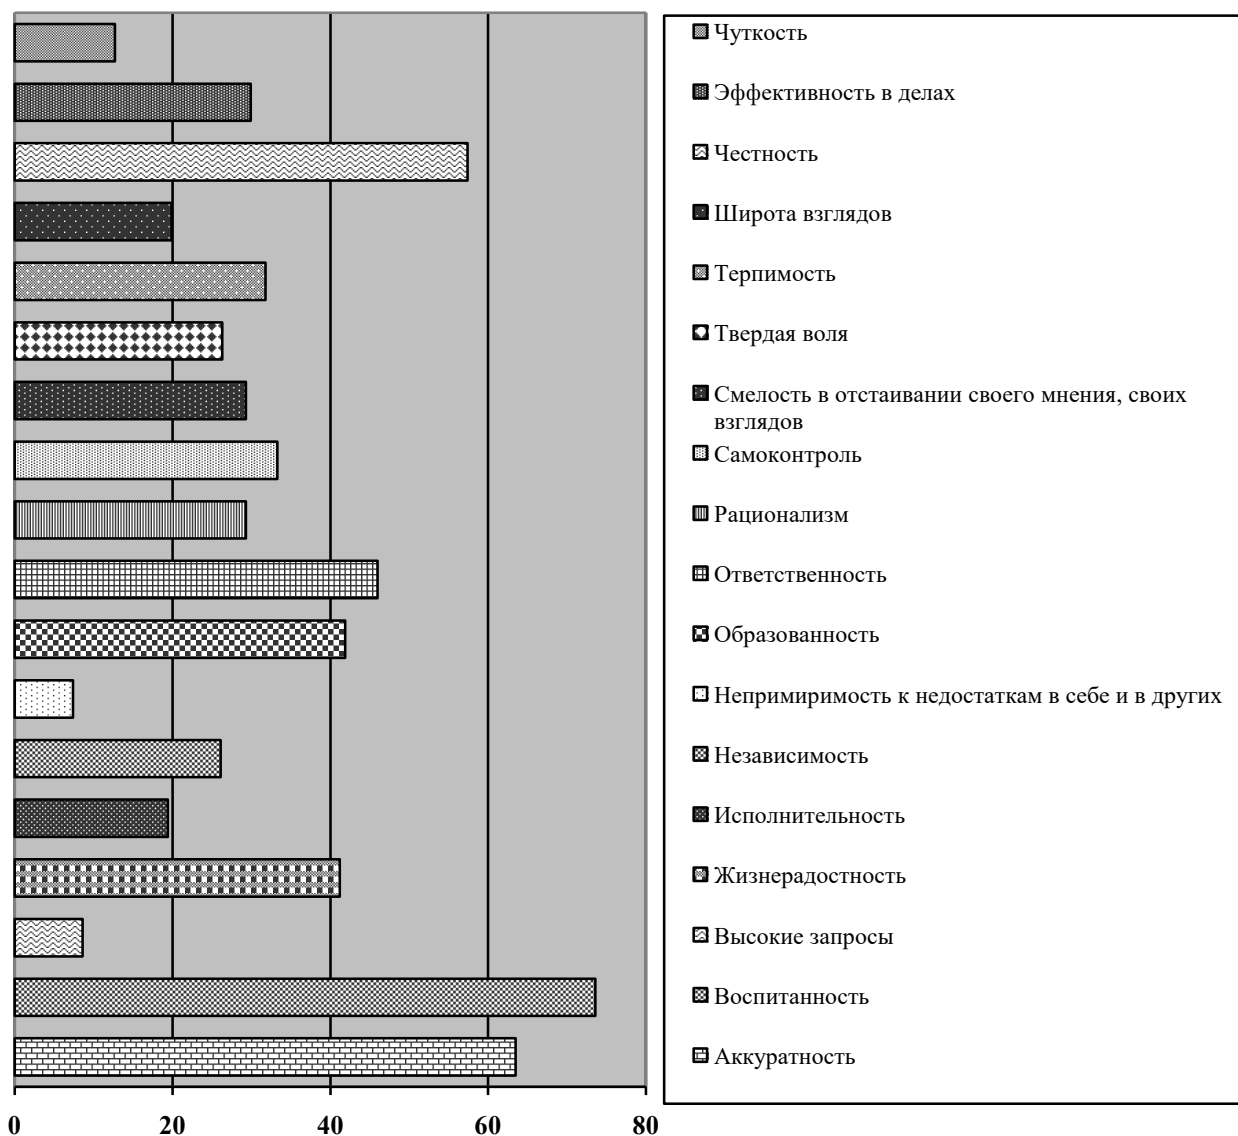 Чуткость
Эффективность в делах
Честность
Широта взглядов
Терпимость
Твердая воля
Смелость в отстаивании своего мнения, своих
взглядов
Самоконтроль
Рационализм
Ответственность
Образованность
Непримиримость к недостаткам в себе и в других
Независимость
Исполнительность
Жизнерадостность
Высокие запросы
Воспитанность
Аккуратность
0 20 40 60 80